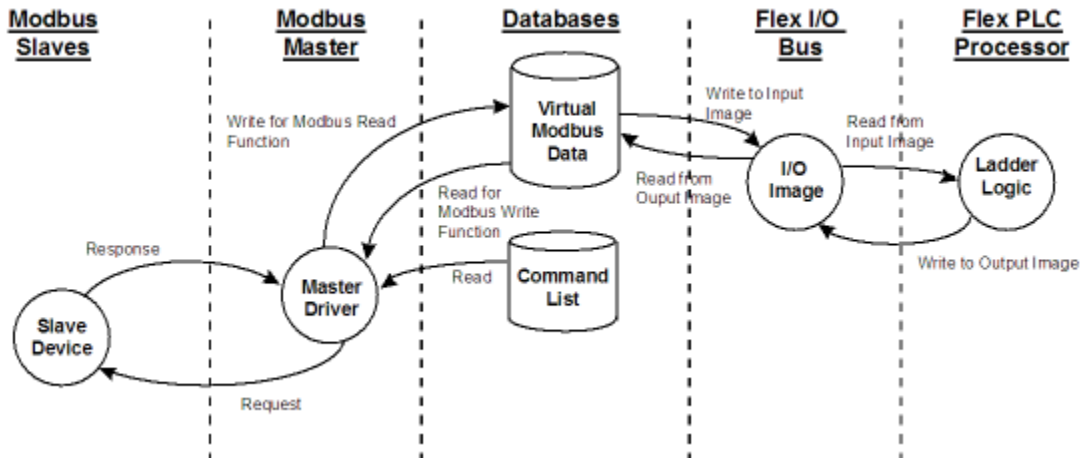 Modbus
Slaves
Modbus
Master
Databases
Flex I/O
Bus
Flex PLC
Processor
Write for Modbus Read
Function
Virtual
Modbus
Data
Write to Input
Image
Read from
Input Image
I/O
Image
Ladder
Logic
Read from
Ouput Image
Read for
Modbus Write
Function
Response
Master
Driver
Read
Command
List
Write to Output Image
Slave
Device
Request